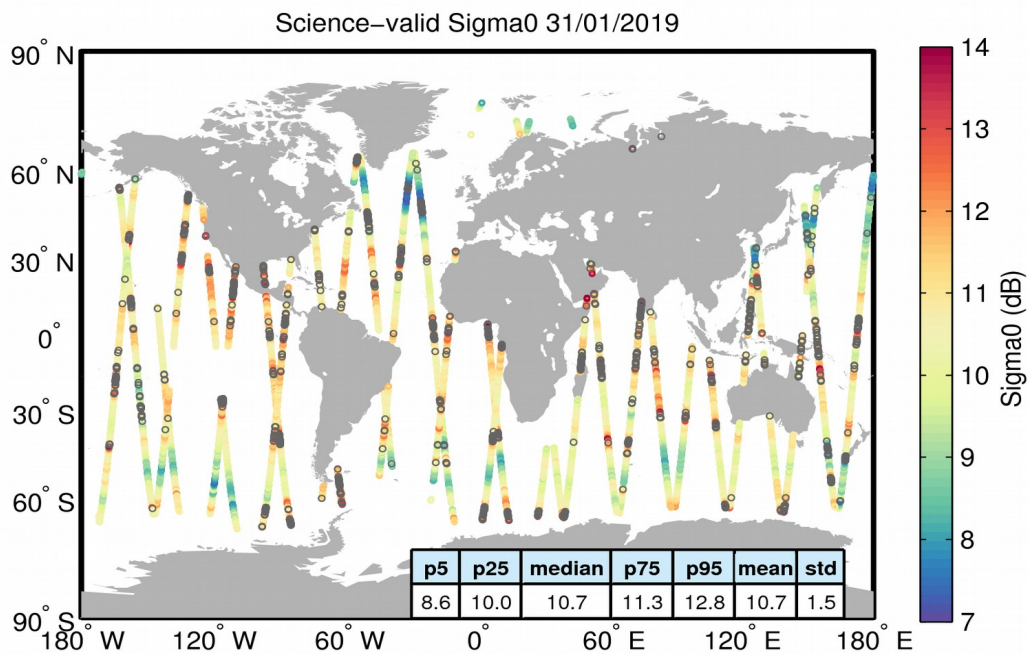 Science−valid Sigma0 31/01/2019
90° N
60° N
30° N
0°
30° S
60° S
90° S
180° W
120° W
60° W
0°
60° E
120° E
180° E
p5 p25 median p75 p95 mean std
8.6 10.0 10.7 11.3 12.8 10.7 1.5
14
13
12
11
10
9
8
7
Sigma0 (dB)